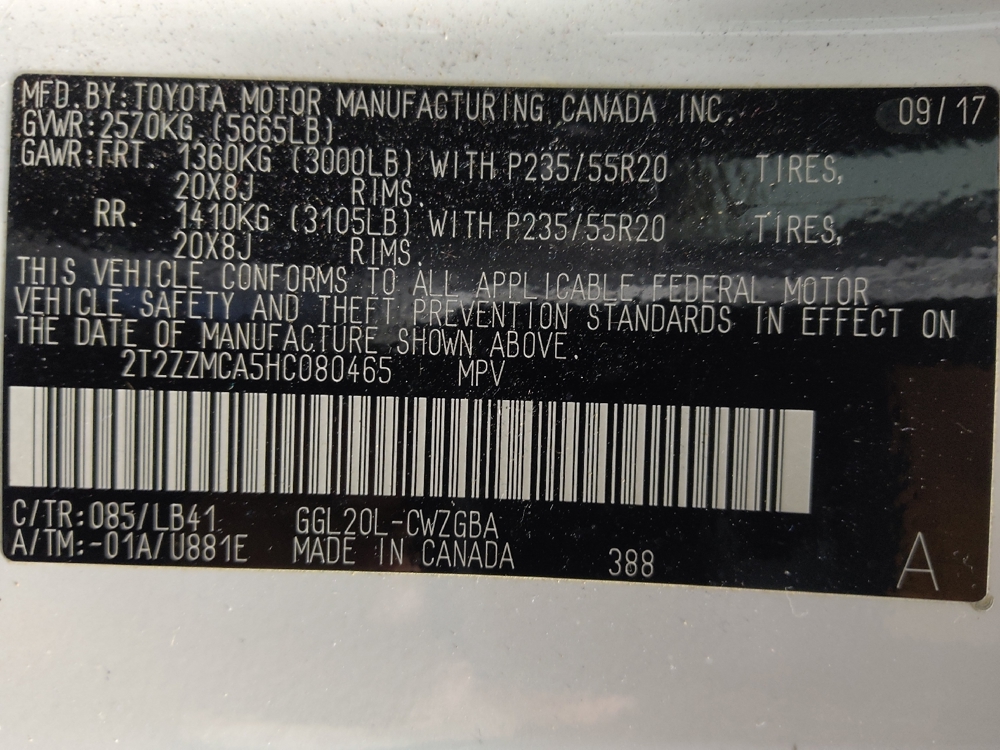 MFD.BY:TOYOTA MOTOR MANUFACTURING CANADA INC. 09/17
GVWR:2570KG (5665LB)
GAWR:FRT. 1360KG (3000LB) WITH P235/55R20 TIRES,
20X8J RIMS.
RR. 1410KG (3105LB) WITH P235/55R20 TIRES,
20X8J RIMS.
THIS VEHICLE CONFORMS TO ALL APPLICABLE FEDERAL MOTOR
VEHICLE SAFETY AND THEFT PREVENTION STANDARDS IN EFFECT ON
THE DATE OF MANUFACTURE SHOWN ABOVE.
2T2ZZMCA5HC080465 MPV
C/TR:085/LB41 GGL20L-CWZGBA
A/TM:-01A/U881E MADE IN CANADA 388 A